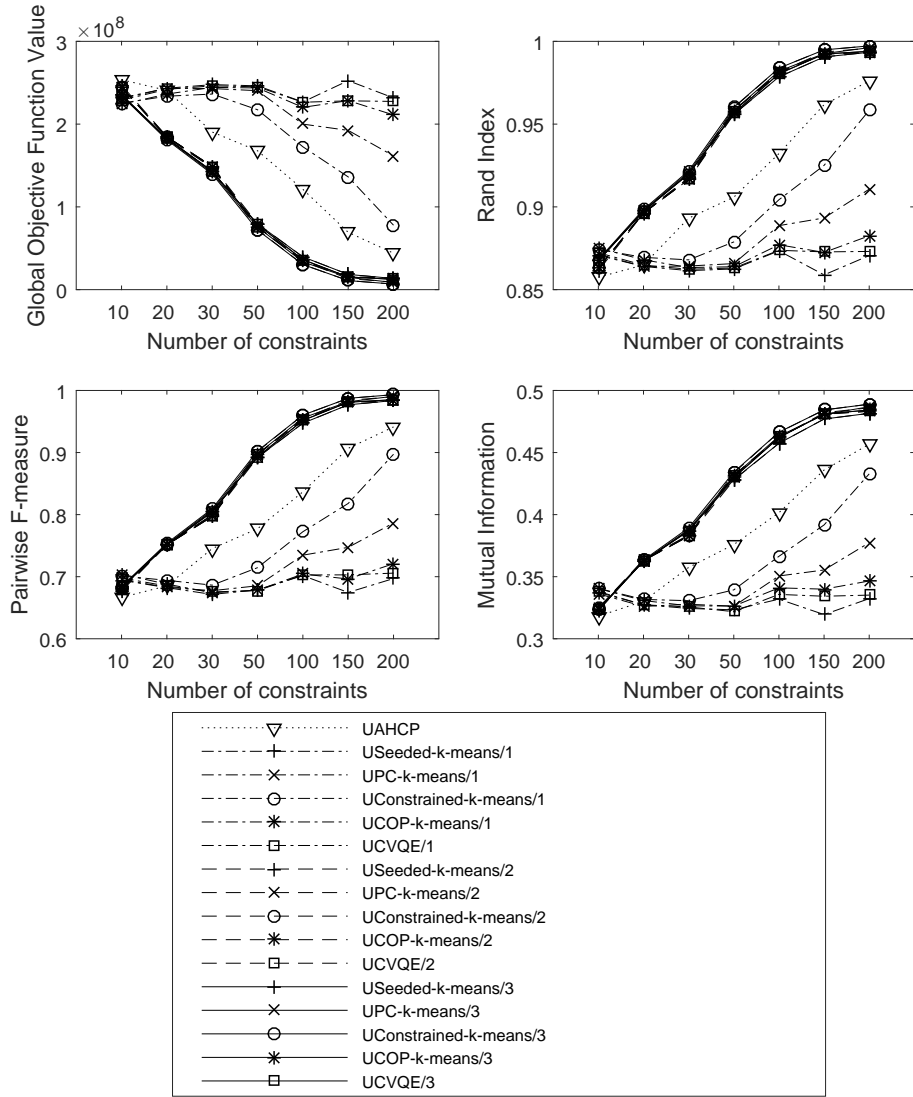 ×10^8
3
2
1
0
Global Objective Function Value
10 20 30 50 100 150 200
Number of constraints
1
0.95
0.9
0.85
Rand Index
10 20 30 50 100 150 200
Number of constraints
1
0.9
0.8
0.7
0.6
Pairwise F-measure
10 20 30 50 100 150 200
Number of constraints
0.5
0.45
0.4
0.35
0.3
Mutual Information
10 20 30 50 100 150 200
Number of constraints
UAHCP
USeeded-k-means/1
UPC-k-means/1
UConstrained-k-means/1
UCOP-k-means/1
UCVQE/1
USeeded-k-means/2
UPC-k-means/2
UConstrained-k-means/2
UCOP-k-means/2
UCVQE/2
USeeded-k-means/3
UPC-k-means/3
UConstrained-k-means/3
UCOP-k-means/3
UCVQE/3